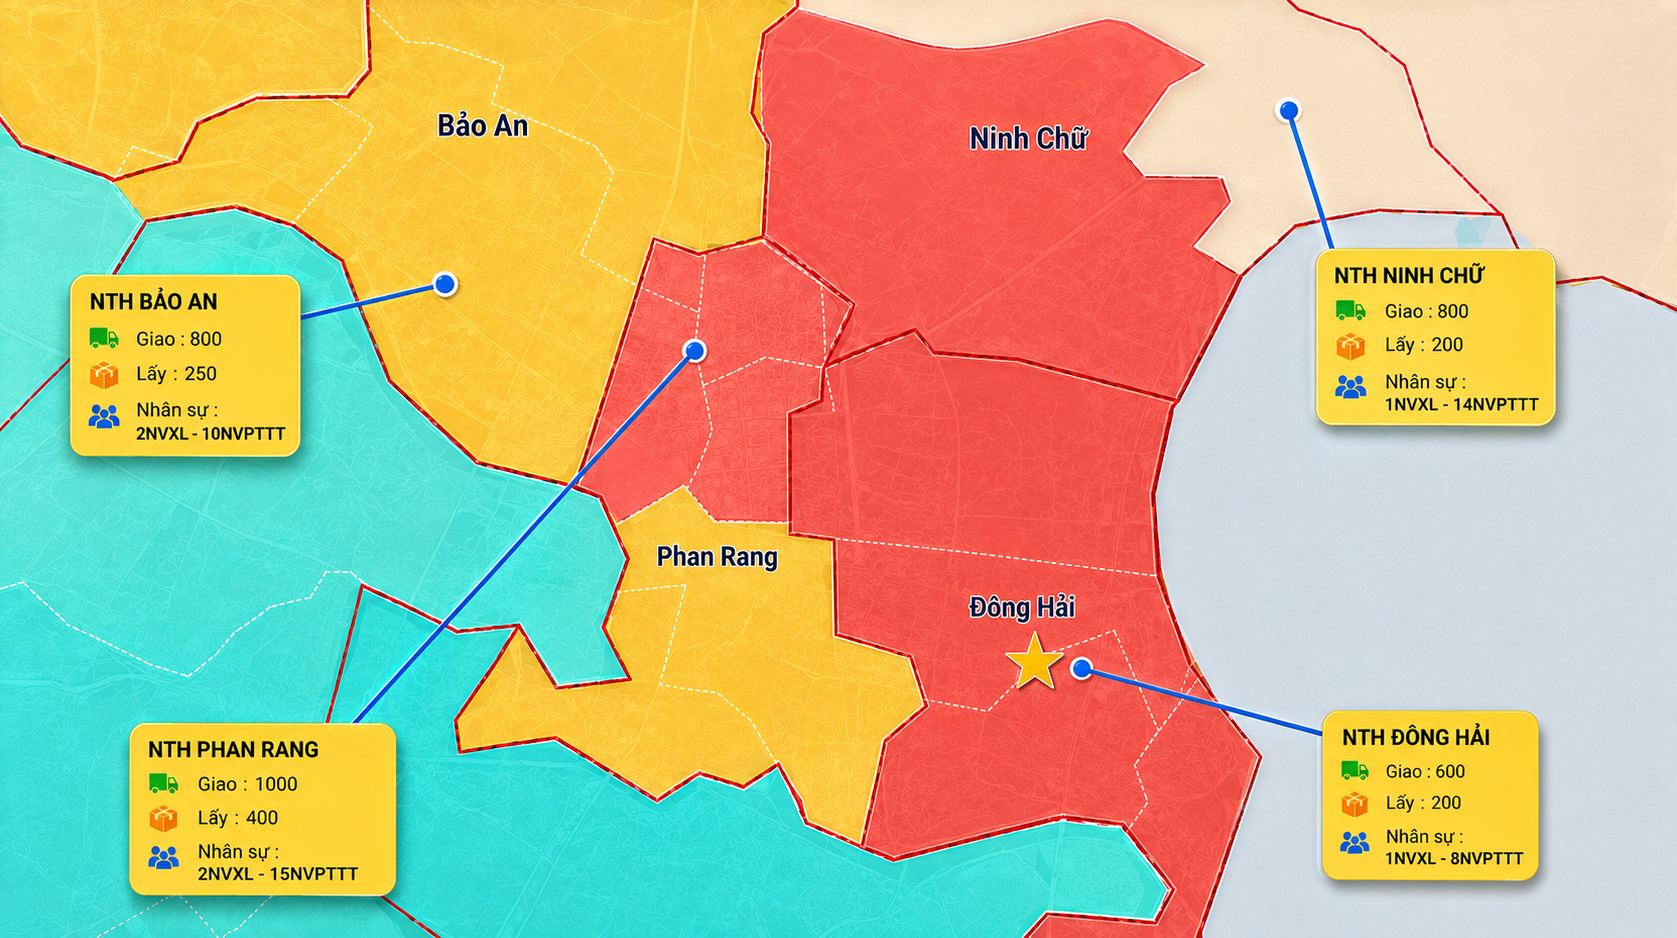 Bảo An
Ninh Chữ
Phan Rang
Đông Hải
NTH BẢO AN
Giao : 800
Lấy : 250
Nhân sự :
2NVXL - 10NVPTTT
NTH NINH CHỮ
Giao : 800
Lấy : 200
Nhân sự :
1NVXL - 14NVPTTT
NTH PHAN RANG
Giao : 1000
Lấy : 400
Nhân sự :
2NVXL - 15NVPTTT
NTH ĐÔNG HẢI
Giao : 600
Lấy : 200
Nhân sự :
1NVXL - 8NVPTTT